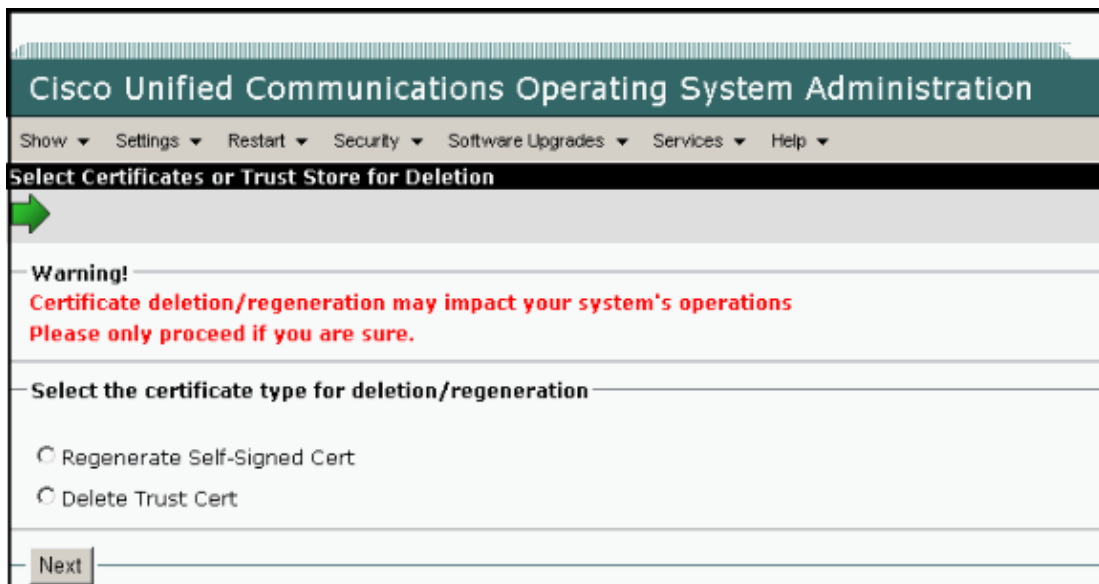 Cisco Unified Communications Operating System Administration
Show Settings Restart Security Software Upgrades Services Help
Select Certificates or Trust Store for Deletion
Warning!
Certificate deletion/regeneration may impact your system's operations
Please only proceed if you are sure.
Select the certificate type for deletion/regeneration
Regenerate Self-Signed Cert
Delete Trust Cert
Next